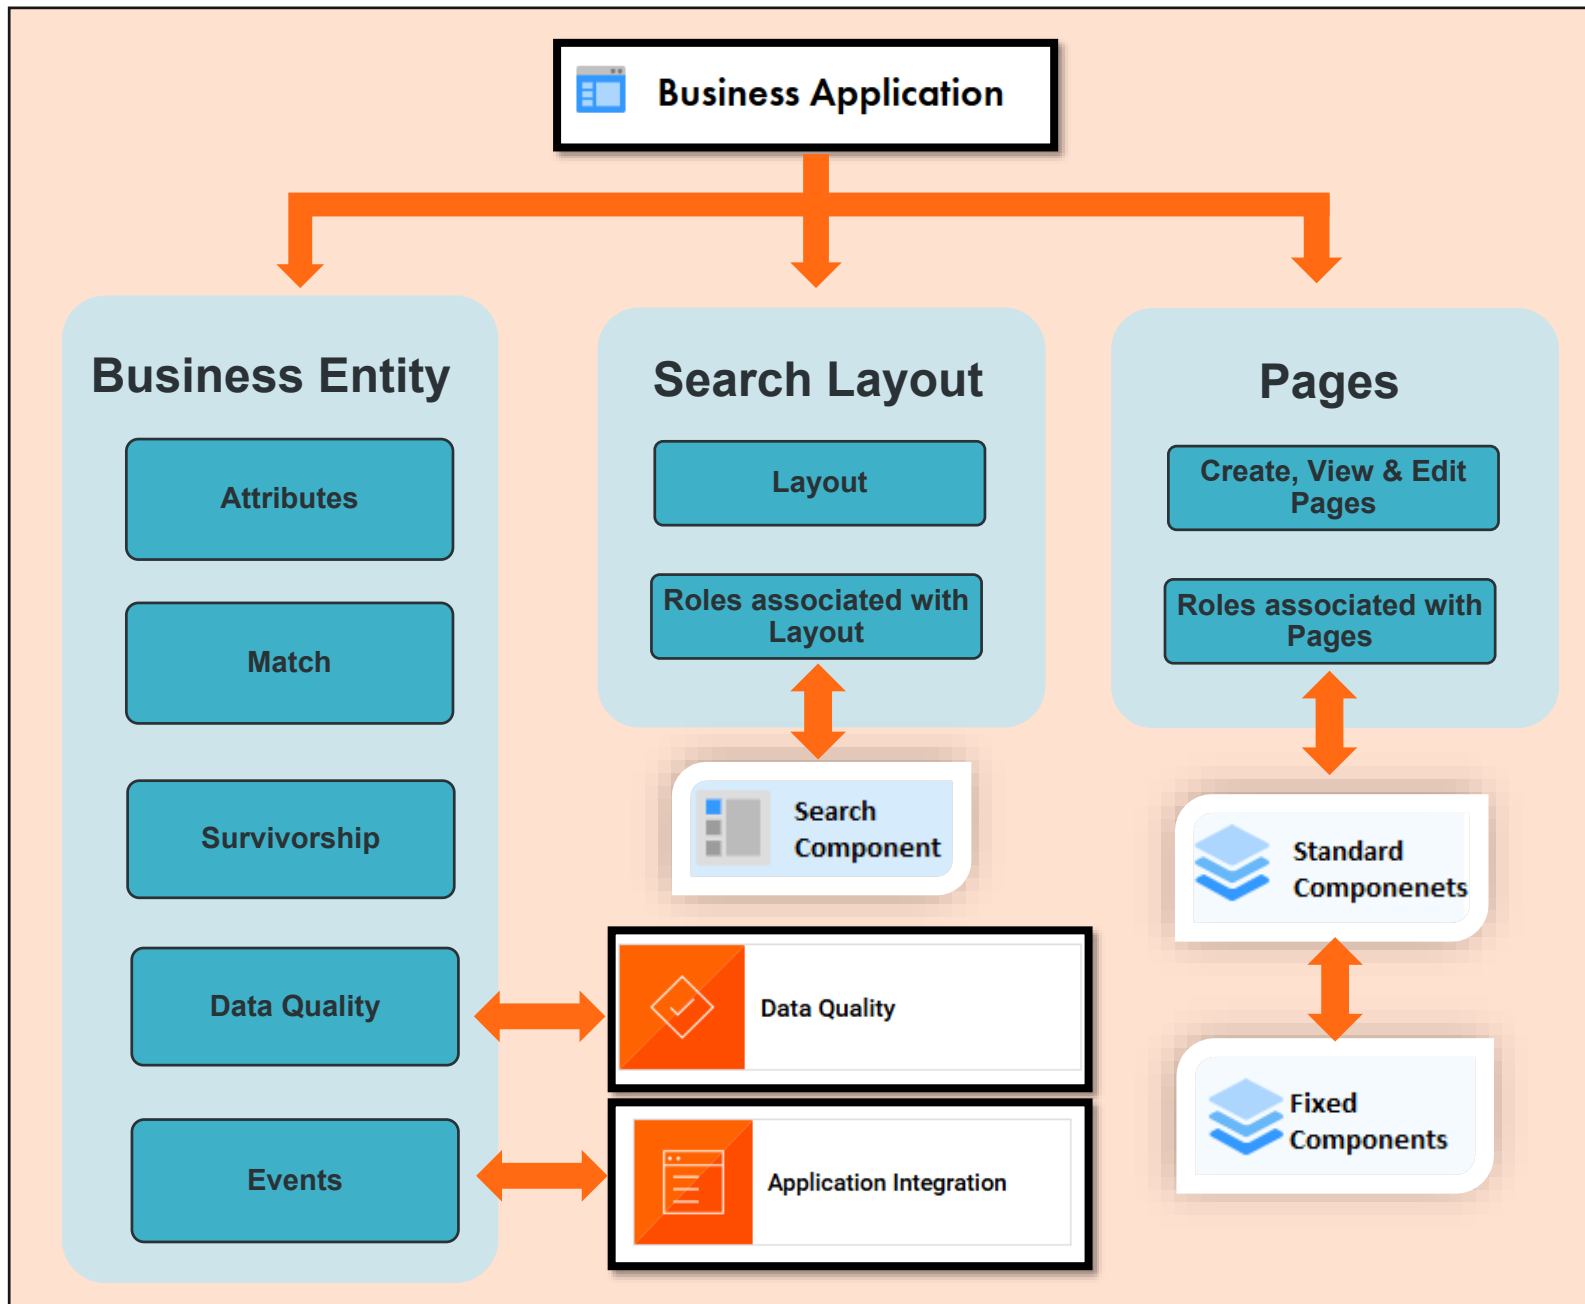 Business Application
Business Entity
Attributes
Match
Survivorship
Data Quality
Events
Search Layout
Layout
Roles associated with
Layout
Search
Component
Data Quality
Application Integration
Pages
Create, View & Edit
Pages
Roles associated with
Pages
Standard
Componenets
Fixed
Components